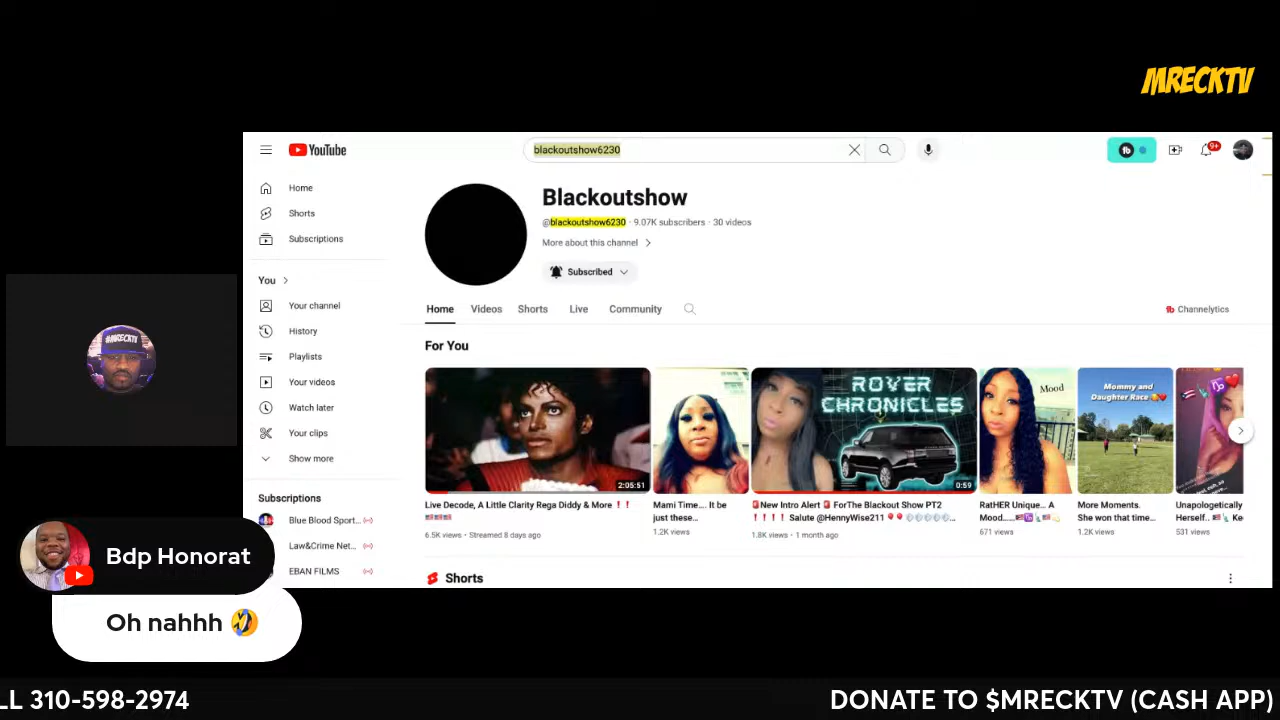 MRECKTV
YouTube
blackoutshow6230
9+
Home
Shorts
Subscriptions
You
Your channel
History
Playlists
Your videos
Watch later
Your clips
Show more
Subscriptions
Blue Blood Sport...
Law&Crime Net...
EBAN FILMS
Blackoutshow
@blackoutshow6230 · 9.07K subscribers · 30 videos
More about this channel
Subscribed
Home Videos Shorts Live Community
Channelytics
For You
2:05:51
Live Decode, A Little Clarity Rega Diddy & More ❗❗
🇺🇸🇺🇸🇺🇸
6.5K views · Streamed 8 days ago
Mami Time.... It be
just these...
1.2K views
ROVER
CHRONICLES
0:59
🚨New Intro Alert 🚨 ForThe Blackout Show PT2
❗❗❗❗ Salute @HennyWise211
1.8K views · 1 month ago
Mood
RatHER Unique... A
Mood......
671 views
Mommy and
Daughter Race
More Moments.
She won that time...
1.2K views
Unapologetically
Herself..
531 views
Shorts
#MRECKTV
Bdp Honorat
Oh nahhh 🤣
LL 310-598-2974
DONATE TO $MRECKTV (CASH APP)